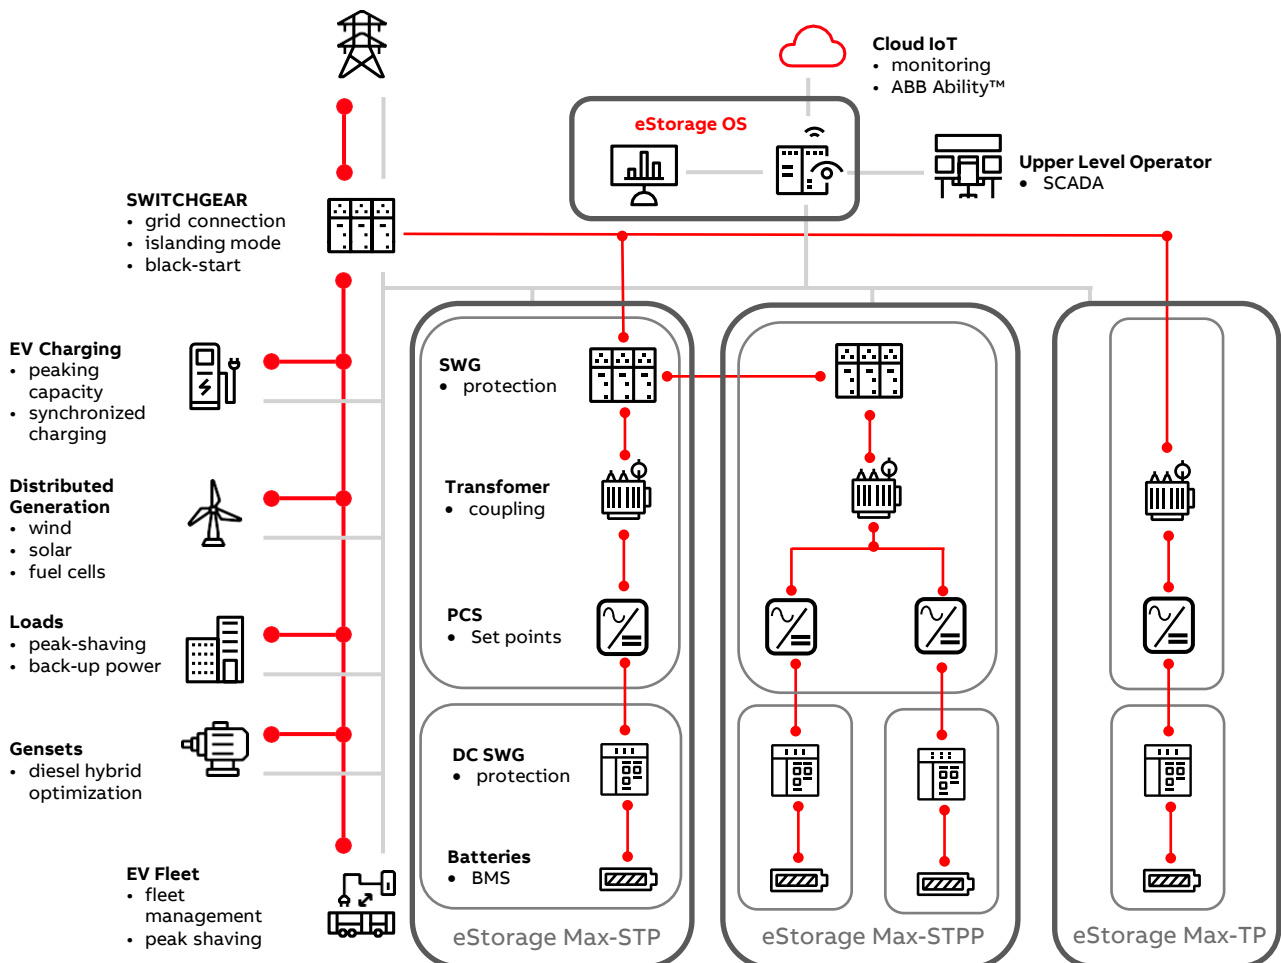 Cloud IoT
• monitoring
• ABB Ability™
eStorage OS
Upper Level Operator
• SCADA
SWITCHGEAR
• grid connection
• islanding mode
• black-start
EV Charging
• peaking
capacity
• synchronized
charging
Distributed
Generation
• wind
• solar
• fuel cells
Loads
• peak-shaving
• back-up power
Gensets
• diesel hybrid
optimization
EV Fleet
• fleet
management
• peak shaving
SWG
• protection
Transfomer
• coupling
PCS
• Set points
DC SWG
• protection
Batteries
• BMS
eStorage Max-STP
eStorage Max-STPP
eStorage Max-TP